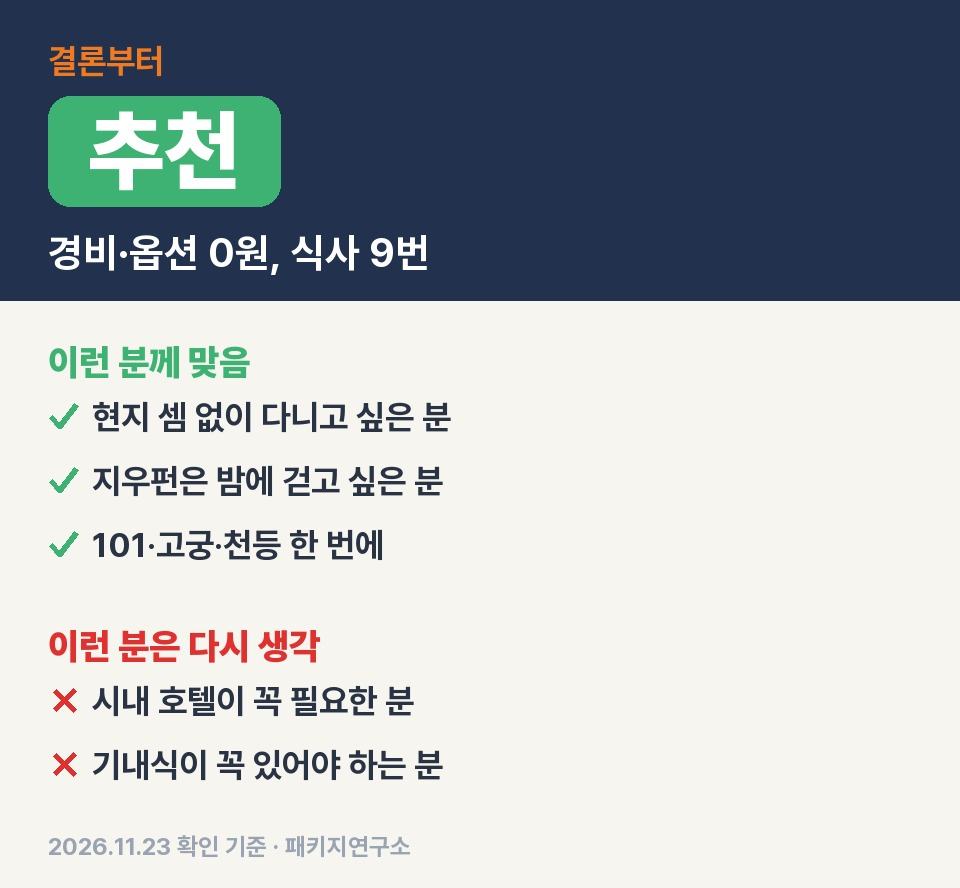 결론부터
추천
경비·옵션 0원, 식사 9번
이런 분께 맞음
현지 셈 없이 다니고 싶은 분
지우펀은 밤에 걷고 싶은 분
101·고궁·천등 한 번에
이런 분은 다시 생각
시내 호텔이 꼭 필요한 분
기내식이 꼭 있어야 하는 분
2026.11.23 확인 기준 · 패키지연구소